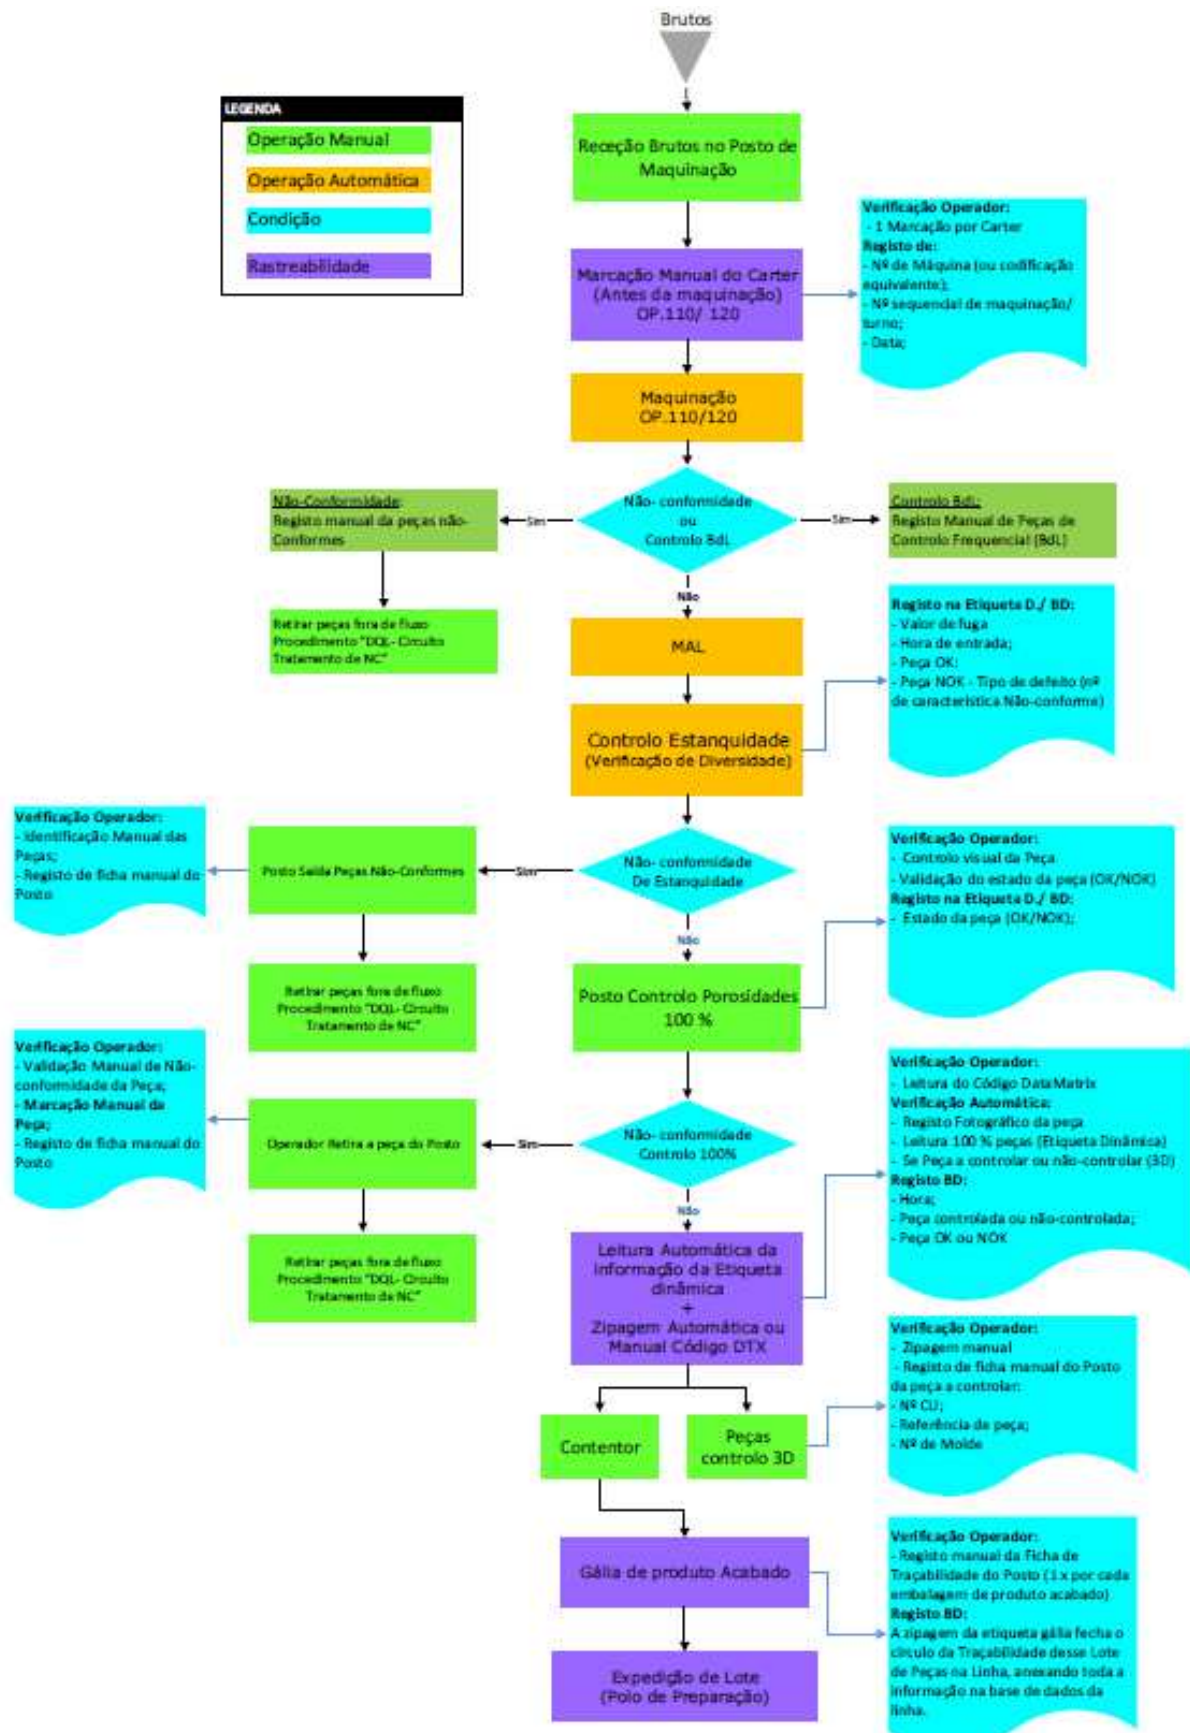 Brutos
LEGENDA
Operação Manual
Operação Automática
Condição
Rastreabilidade
Receção Brutos no Posto de
Maquinação
Marcação Manual do Carter
(Antes da maquinação)
OP.110/ 120
Verificação Operador:
- 1 Marcação por Carter
Registo de:
- Nº de Máquina (ou codificação
equivalente);
- Nº sequencial de maquinação/
turno;
- Data;
Maquinação
OP.110/120
Não-Conformidade:
Registo manual da peças não-
Conformes
Sim
Não- conformidade
ou
Controlo BdL
Sim
Controlo BdL:
Registo Manual de Peças de
Controlo Frequencial (BdL)
Não
Retirar peças fora de fluxo
Procedimento "DQL- Circuito
Tratamento de NC"
MAL
Registo na Etiqueta D./ BD:
- Valor de fuga
- Hora de entrada;
- Peça OK:
- Peça NOK - Tipo de defeito (nº
de característica Não-conforme)
Controlo Estanquidade
(Verificação de Diversidade)
Verificação Operador:
- Identificação Manual das
Peças;
- Registo de ficha manual do
Posto
Posto Saída Peças Não-Conformes
Sim
Não- conformidade
De Estanquidade
Não
Verificação Operador:
- Controlo visual da Peça
- Validação do estado da peça (OK/NOK)
Registo na Etiqueta D./ BD:
- Estado da peça (OK/NOK);
Retirar peças fora de fluxo
Procedimento "DQL- Circuito
Tratamento de NC"
Posto Controlo Porosidades
100 %
Verificação Operador:
- Validação Manual de Não-
conformidade da Peça;
- Marcação Manual da
Peça;
- Registo de ficha manual do
Posto
Operador Retira a peça do Posto
Sim
Não- conformidade
Controlo 100%
Não
Verificação Operador:
- Leitura do Código DataMatrix
Verificação Automática:
- Registo Fotográfico da peça
- Leitura 100 % peças (Etiqueta Dinâmica)
- Se Peça a controlar ou não-controlar (3D)
Registo BD:
- Hora;
- Peça controlada ou não-controlada;
- Peça OK ou NOK
Retirar peças fora de fluxo
Procedimento "DQL- Circuito
Tratamento de NC"
Leitura Automática da
Informação da Etiqueta
dinâmica
+
Zipagem Automática ou
Manual Código DTX
Verificação Operador:
- Zipagem manual
- Registo de ficha manual do Posto
da peça a controlar:
- Nº CU;
- Referência de peça;
- Nº de Molde
Contentor
Peças
controlo 3D
Gália de produto Acabado
Verificação Operador:
- Registo manual da Ficha de
Traçabilidade do Posto (1 x por cada
embalagem de produto acabado)
Registo BD:
A zipagem da etiqueta gália fecha o
círculo da Traçabilidade desse Lote
de Peças na Linha, anexando toda a
informação na base de dados da
linha.
Expedição de Lote
(Polo de Preparação)